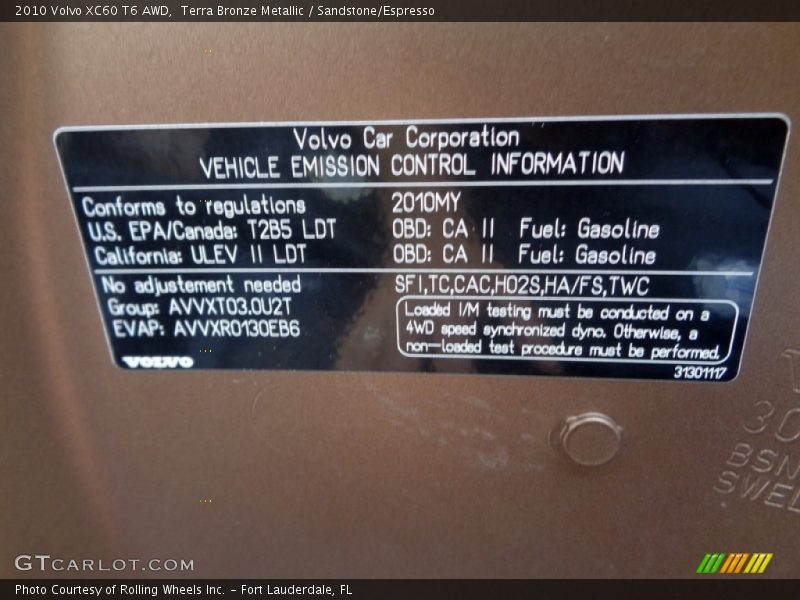 2010 Volvo XC60 T6 AWD,  Terra Bronze Metallic / Sandstone/Espresso
Volvo Car Corporation
VEHICLE EMISSION CONTROL INFORMATION
Conforms to regulations 2010MY
U.S. EPA/Canada: T2B5 LDT OBD: CA II Fuel: Gasoline
California: ULEV II LDT OBD: CA II Fuel: Gasoline
No adjustement needed SFI,TC,CAC,HO2S,HA/FS,TWC
Group: AVVXT03.0U2T
EVAP: AVVXR0130EB6
Loaded I/M testing must be conducted on a
4WD speed synchronized dyno. Otherwise, a
non-loaded test procedure must be performed.
VOLVO
31301117
30
BSN
SWED
GTCARLOT.COM
Photo Courtesy of Rolling Wheels Inc. - Fort Lauderdale, FL